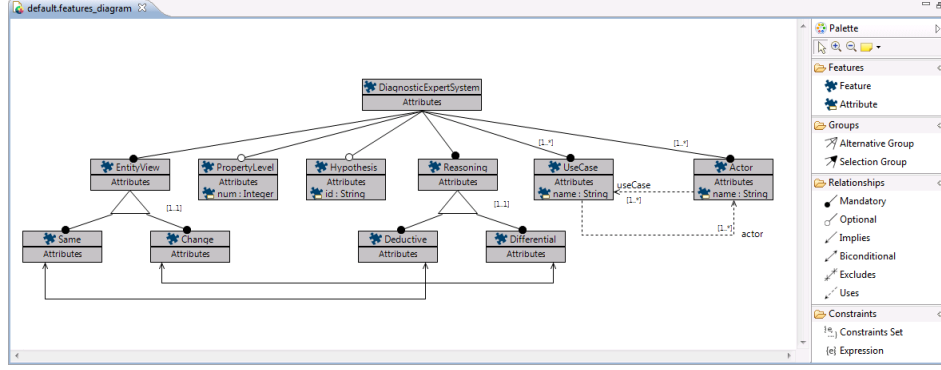 default.features_diagram
Palette
Features
Feature
Attribute
Groups
Alternative Group
Selection Group
Relationships
Mandatory
Optional
Implies
Biconditional
Excludes
Uses
Constraints
Constraints Set
{e} Expression
DiagnosticExpertSystem
Attributes
[1..*]
[1..*]
EntityView
Attributes
PropertyLevel
Attributes
num : Integer
Hypothesis
Attributes
id : String
Reasoning
Attributes
UseCase
Attributes
name : String
Actor
Attributes
name : String
useCase
[1..*]
[1..1]
[1..1]
[1..*]
actor
Same
Attributes
Change
Attributes
Deductive
Attributes
Differential
Attributes